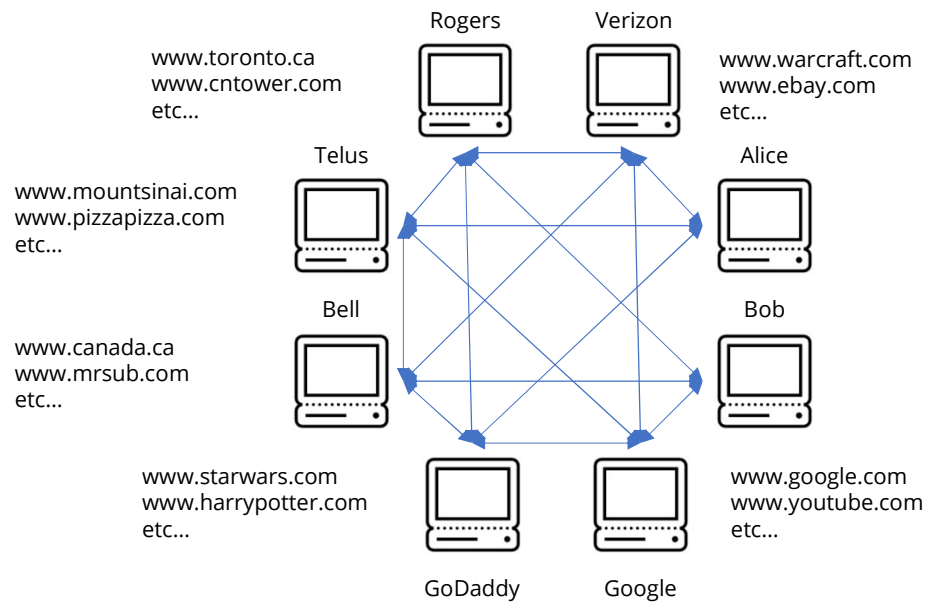 Rogers
Verizon
www.toronto.ca
www.cntower.com
etc...
www.warcraft.com
www.ebay.com
etc...
Telus
Alice
www.mountsinai.com
www.pizzapizza.com
etc...
Bell
Bob
www.canada.ca
www.mrsub.com
etc...
www.starwars.com
www.harrypotter.com
etc...
www.google.com
www.youtube.com
etc...
GoDaddy
Google